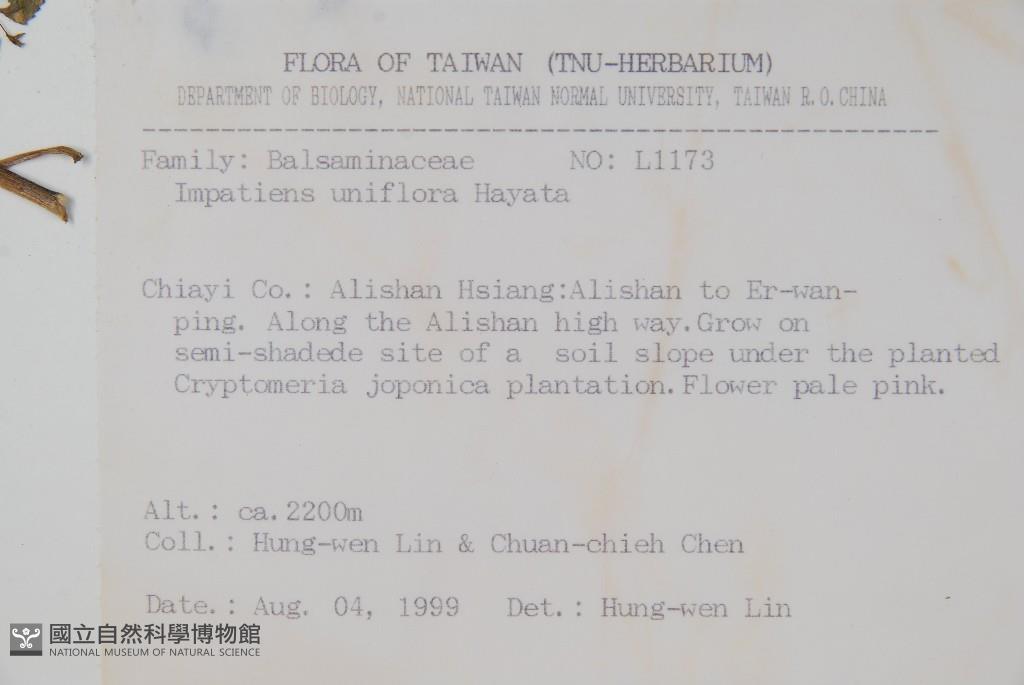 FLORA OF TAIWAN (TNU-HERBARIUM)
DEPARTMENT OF BIOLOGY, NATIONAL TAIWAN NORMAL UNIVERSITY, TAIWAN R.O.CHINA
Family: Balsaminaceae NO: L1173
Impatiens uniflora Hayata
Chiayi Co.: Alishan Hsiang:Alishan to Er-wan-
ping. Along the Alishan high way.Grow on
semi-shadede site of a soil slope under the planted
Cryptomeria joponica plantation.Flower pale pink.
Alt.: ca.2200m
Coll.: Hung-wen Lin & Chuan-chieh Chen
Date.: Aug. 04, 1999 Det.: Hung-wen Lin
國立自然科學博物館
NATIONAL MUSEUM OF NATURAL SCIENCE